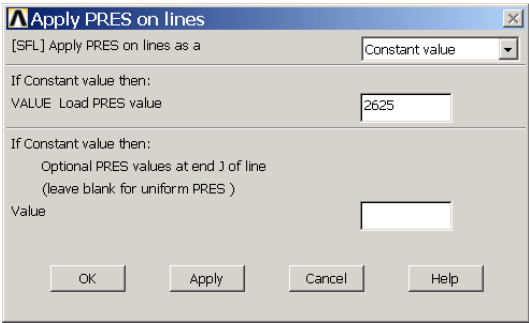 Apply PRES on lines
[SFL] Apply PRES on lines as a Constant value
If Constant value then:
VALUE Load PRES value 2625
If Constant value then:
Optional PRES values at end J of line
(leave blank for uniform PRES )
Value
OK Apply Cancel Help